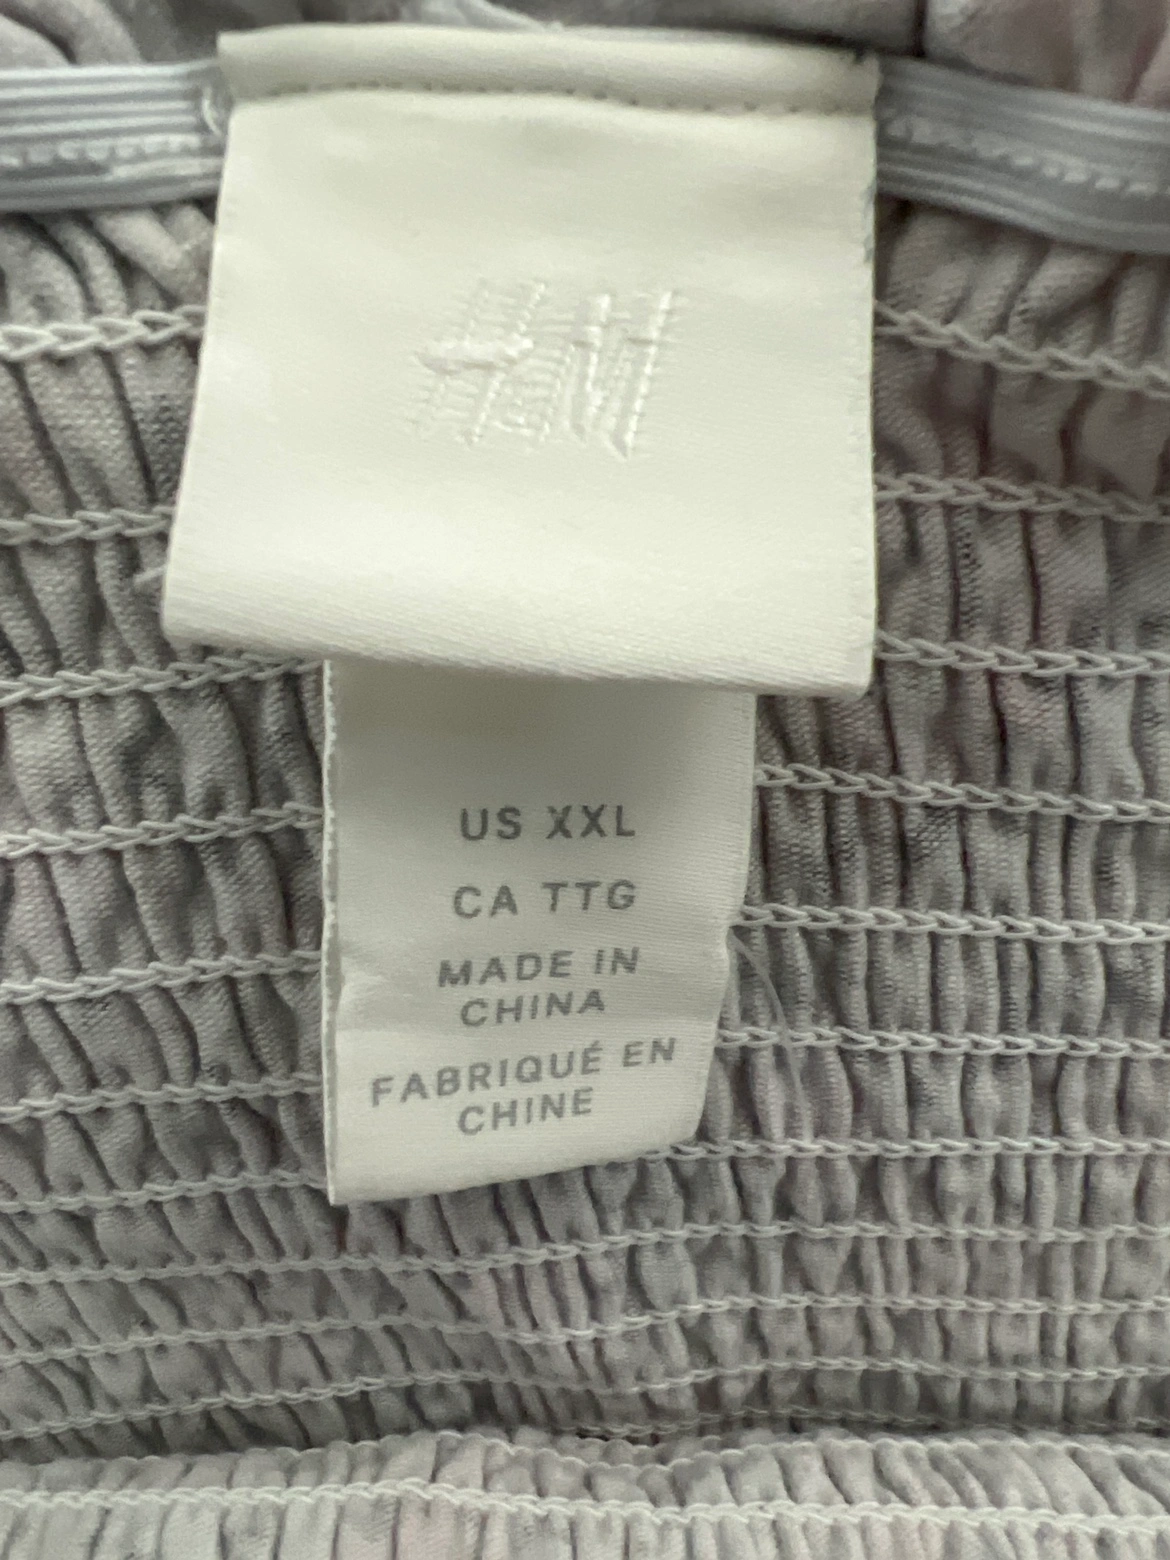 H&M
US XXL
CA TTG
MADE IN
CHINA
FABRIQUÉ EN
CHINE